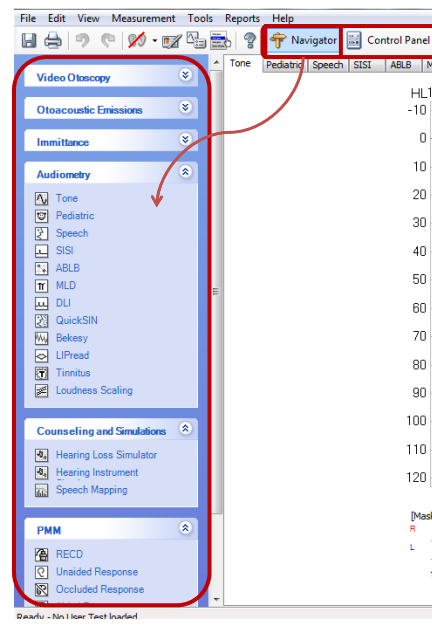 File Edit View Measurement Tools Reports Help
Navigator Control Panel
Tone Pediatric Speech SISI ABLB
Video Otoscopy
Otoacoustic Emissions
Immittance
Audiometry
Tone
Pediatric
Speech
SISI
ABLB
MLD
DLI
QuickSIN
Bekesy
LIPread
Tinnitus
Loudness Scaling
Counseling and Simulations
Hearing Loss Simulator
Hearing Instrument
Speech Mapping
PMM
RECD
Unaided Response
Occluded Response
HL
-10
0
10
20
30
40
50
60
70
80
90
100
110
120
[Mask
R
L
Ready - No User Test loaded